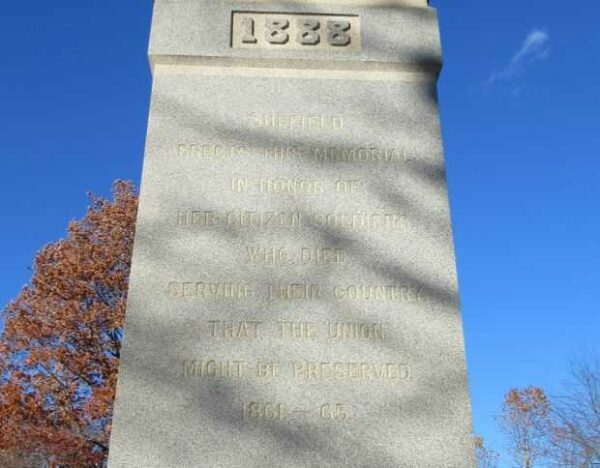 1888
SUFFIELD
ERECTS THIS MEMORIAL
IN HONOR OF
HER CITIZEN SOLDIERS
WHO DIED
SERVING THEIR COUNTRY
THAT THE UNION
MIGHT BE PRESERVED
1861-65.